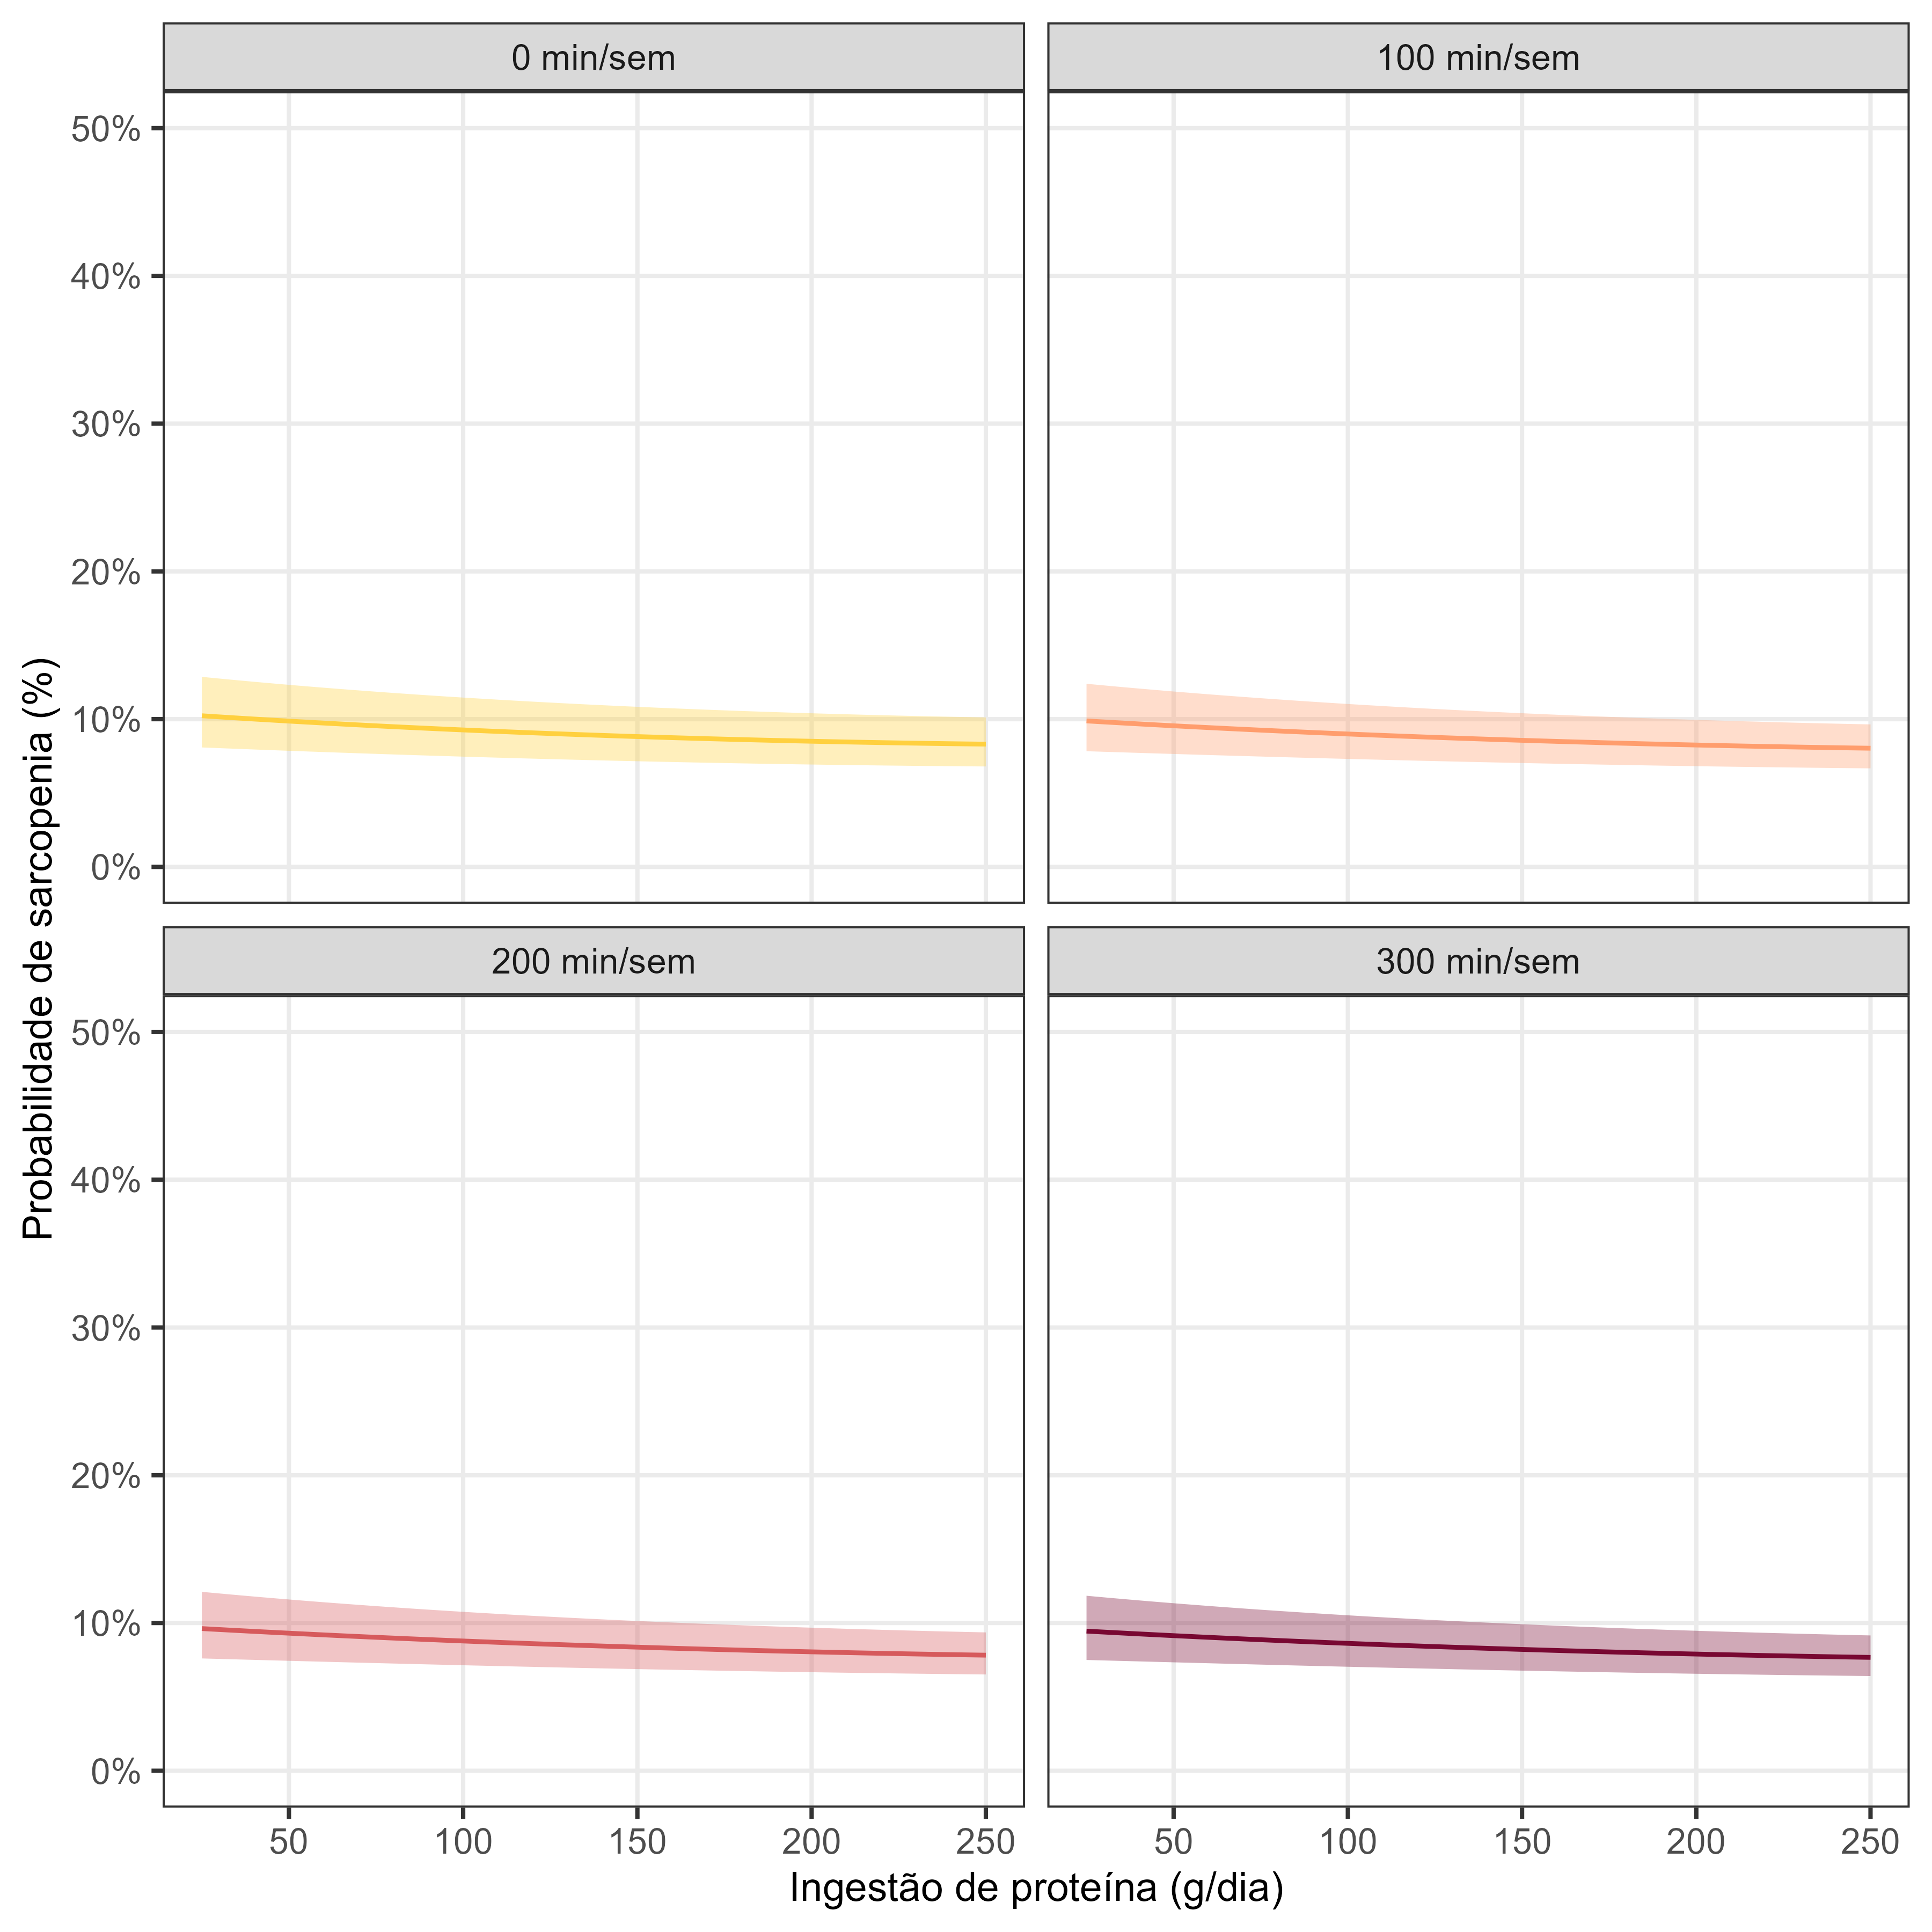 0 min/sem
100 min/sem
50%
40%
30%
20%
10%
0%
200 min/sem
300 min/sem
50%
40%
30%
20%
10%
0%
50 100 150 200 250
50 100 150 200 250
Ingestão de proteína (g/dia)
Probabilidade de sarcopenia (%)